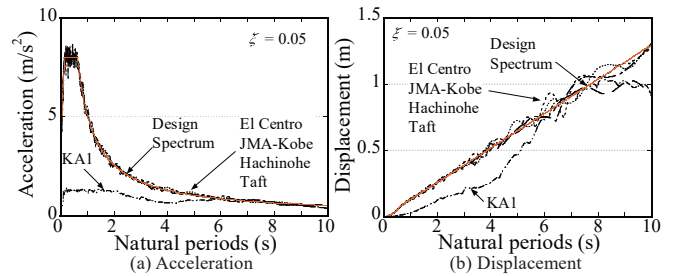 Acceleration (m/s²)
10
5
0
ξ = 0.05
KA1
Design
Spectrum
El Centro
JMA-Kobe
Hachinohe
Taft
0 2 4 6 8 10
Natural periods (s)
(a) Acceleration
Displacement (m)
1.5
1
0.5
0
ξ = 0.05
Design
Spectrum
El Centro
JMA-Kobe
Hachinohe
Taft
KA1
0 2 4 6 8 10
Natural periods (s)
(b) Displacement